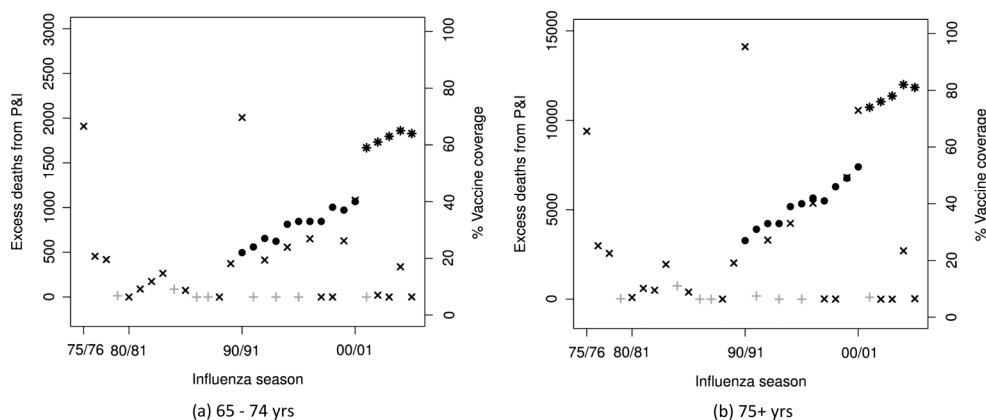 3000
2500
2000
1500
1000
500
0
Excess deaths from P&I
100
80
60
40
20
0
% Vaccine coverage
75/76 80/81 90/91 00/01
Influenza season
(a) 65 - 74 yrs
15000
10000
5000
0
Excess deaths from P&I
100
80
60
40
20
0
% Vaccine coverage
75/76 80/81 90/91 00/01
Influenza season
(b) 75+ yrs